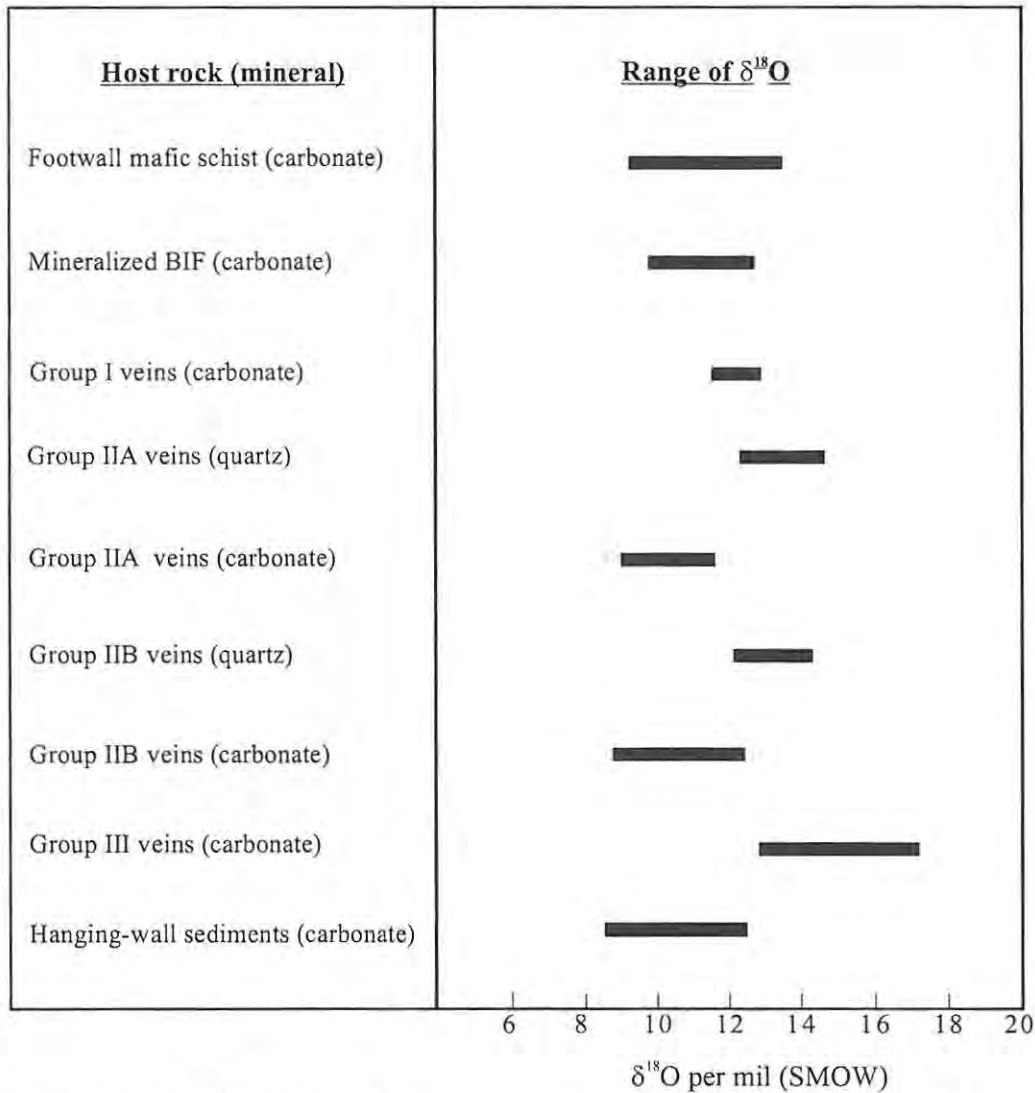 Host rock (mineral)
Range of δ¹⁸O
Footwall mafic schist (carbonate)
Mineralized BIF (carbonate)
Group I veins (carbonate)
Group IIA veins (quartz)
Group IIA veins (carbonate)
Group IIB veins (quartz)
Group IIB veins (carbonate)
Group III veins (carbonate)
Hanging-wall sediments (carbonate)
6 8 10 12 14 16 18 20
δ¹⁸O per mil (SMOW)